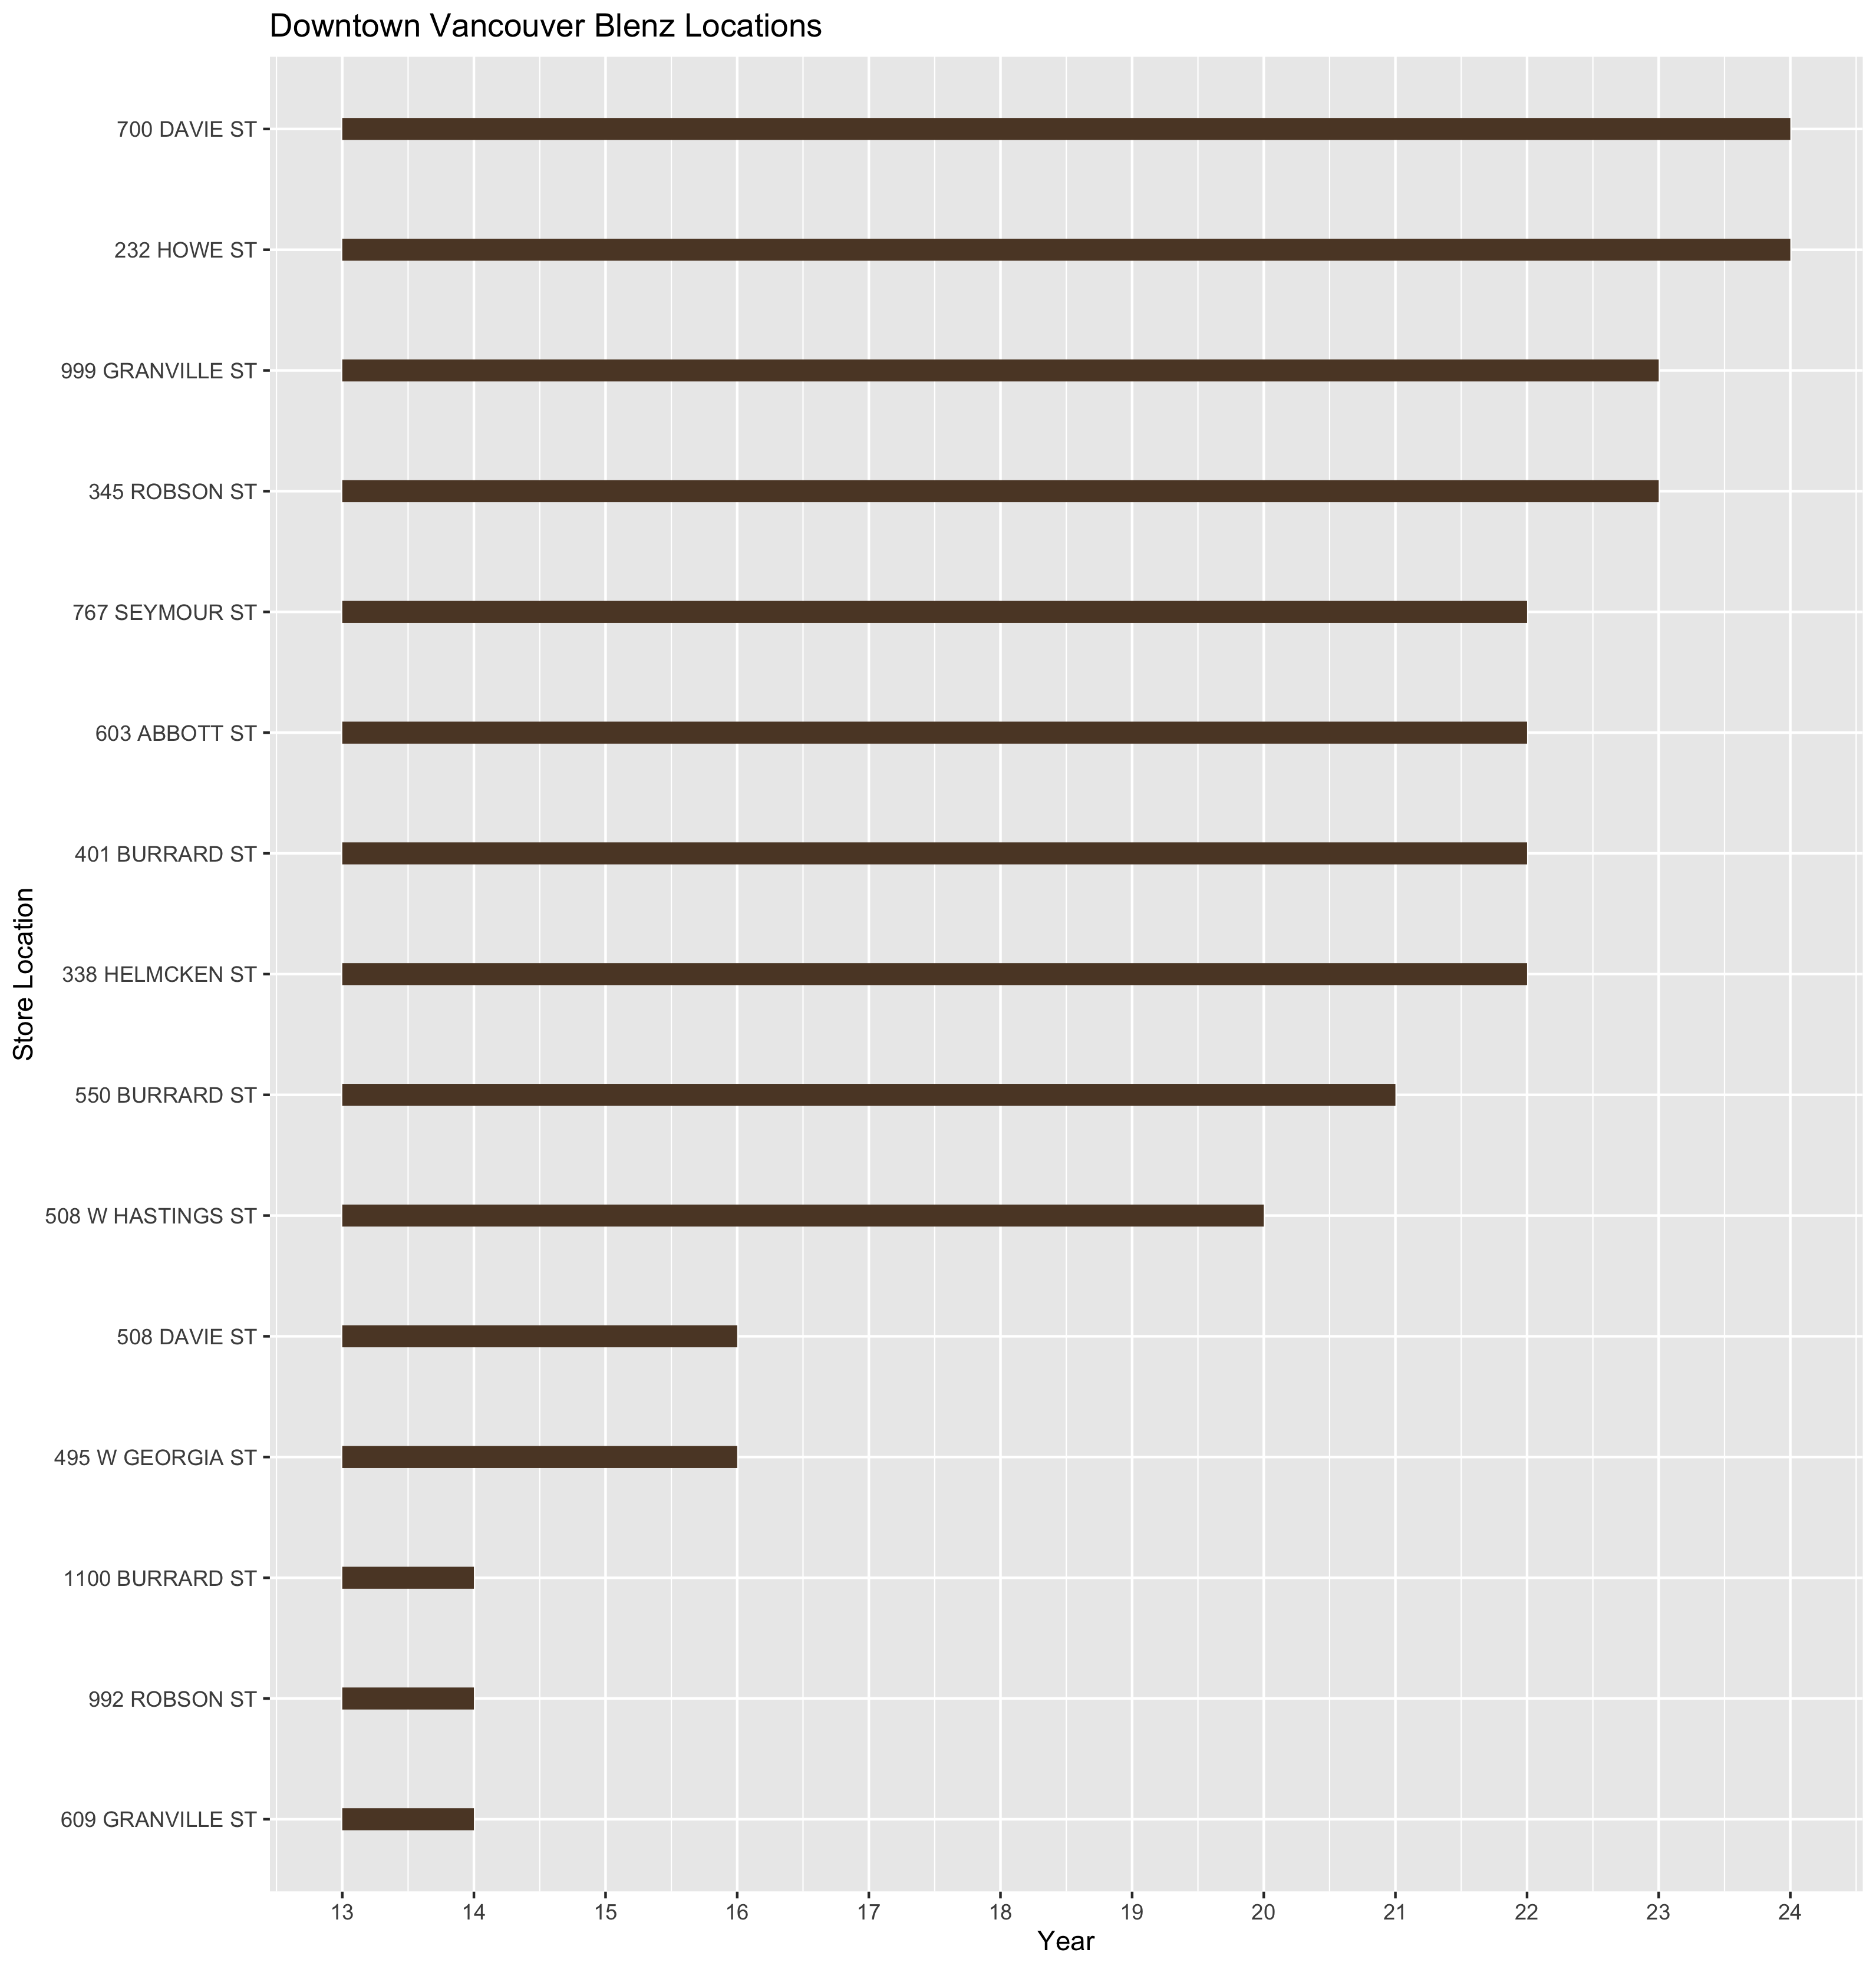 Downtown Vancouver Blenz Locations
700 DAVIE ST
232 HOWE ST
999 GRANVILLE ST
345 ROBSON ST
767 SEYMOUR ST
603 ABBOTT ST
401 BURRARD ST
338 HELMCKEN ST
550 BURRARD ST
508 W HASTINGS ST
508 DAVIE ST
495 W GEORGIA ST
1100 BURRARD ST
992 ROBSON ST
609 GRANVILLE ST
Store Location
13 14 15 16 17 18 19 20 21 22 23 24
Year